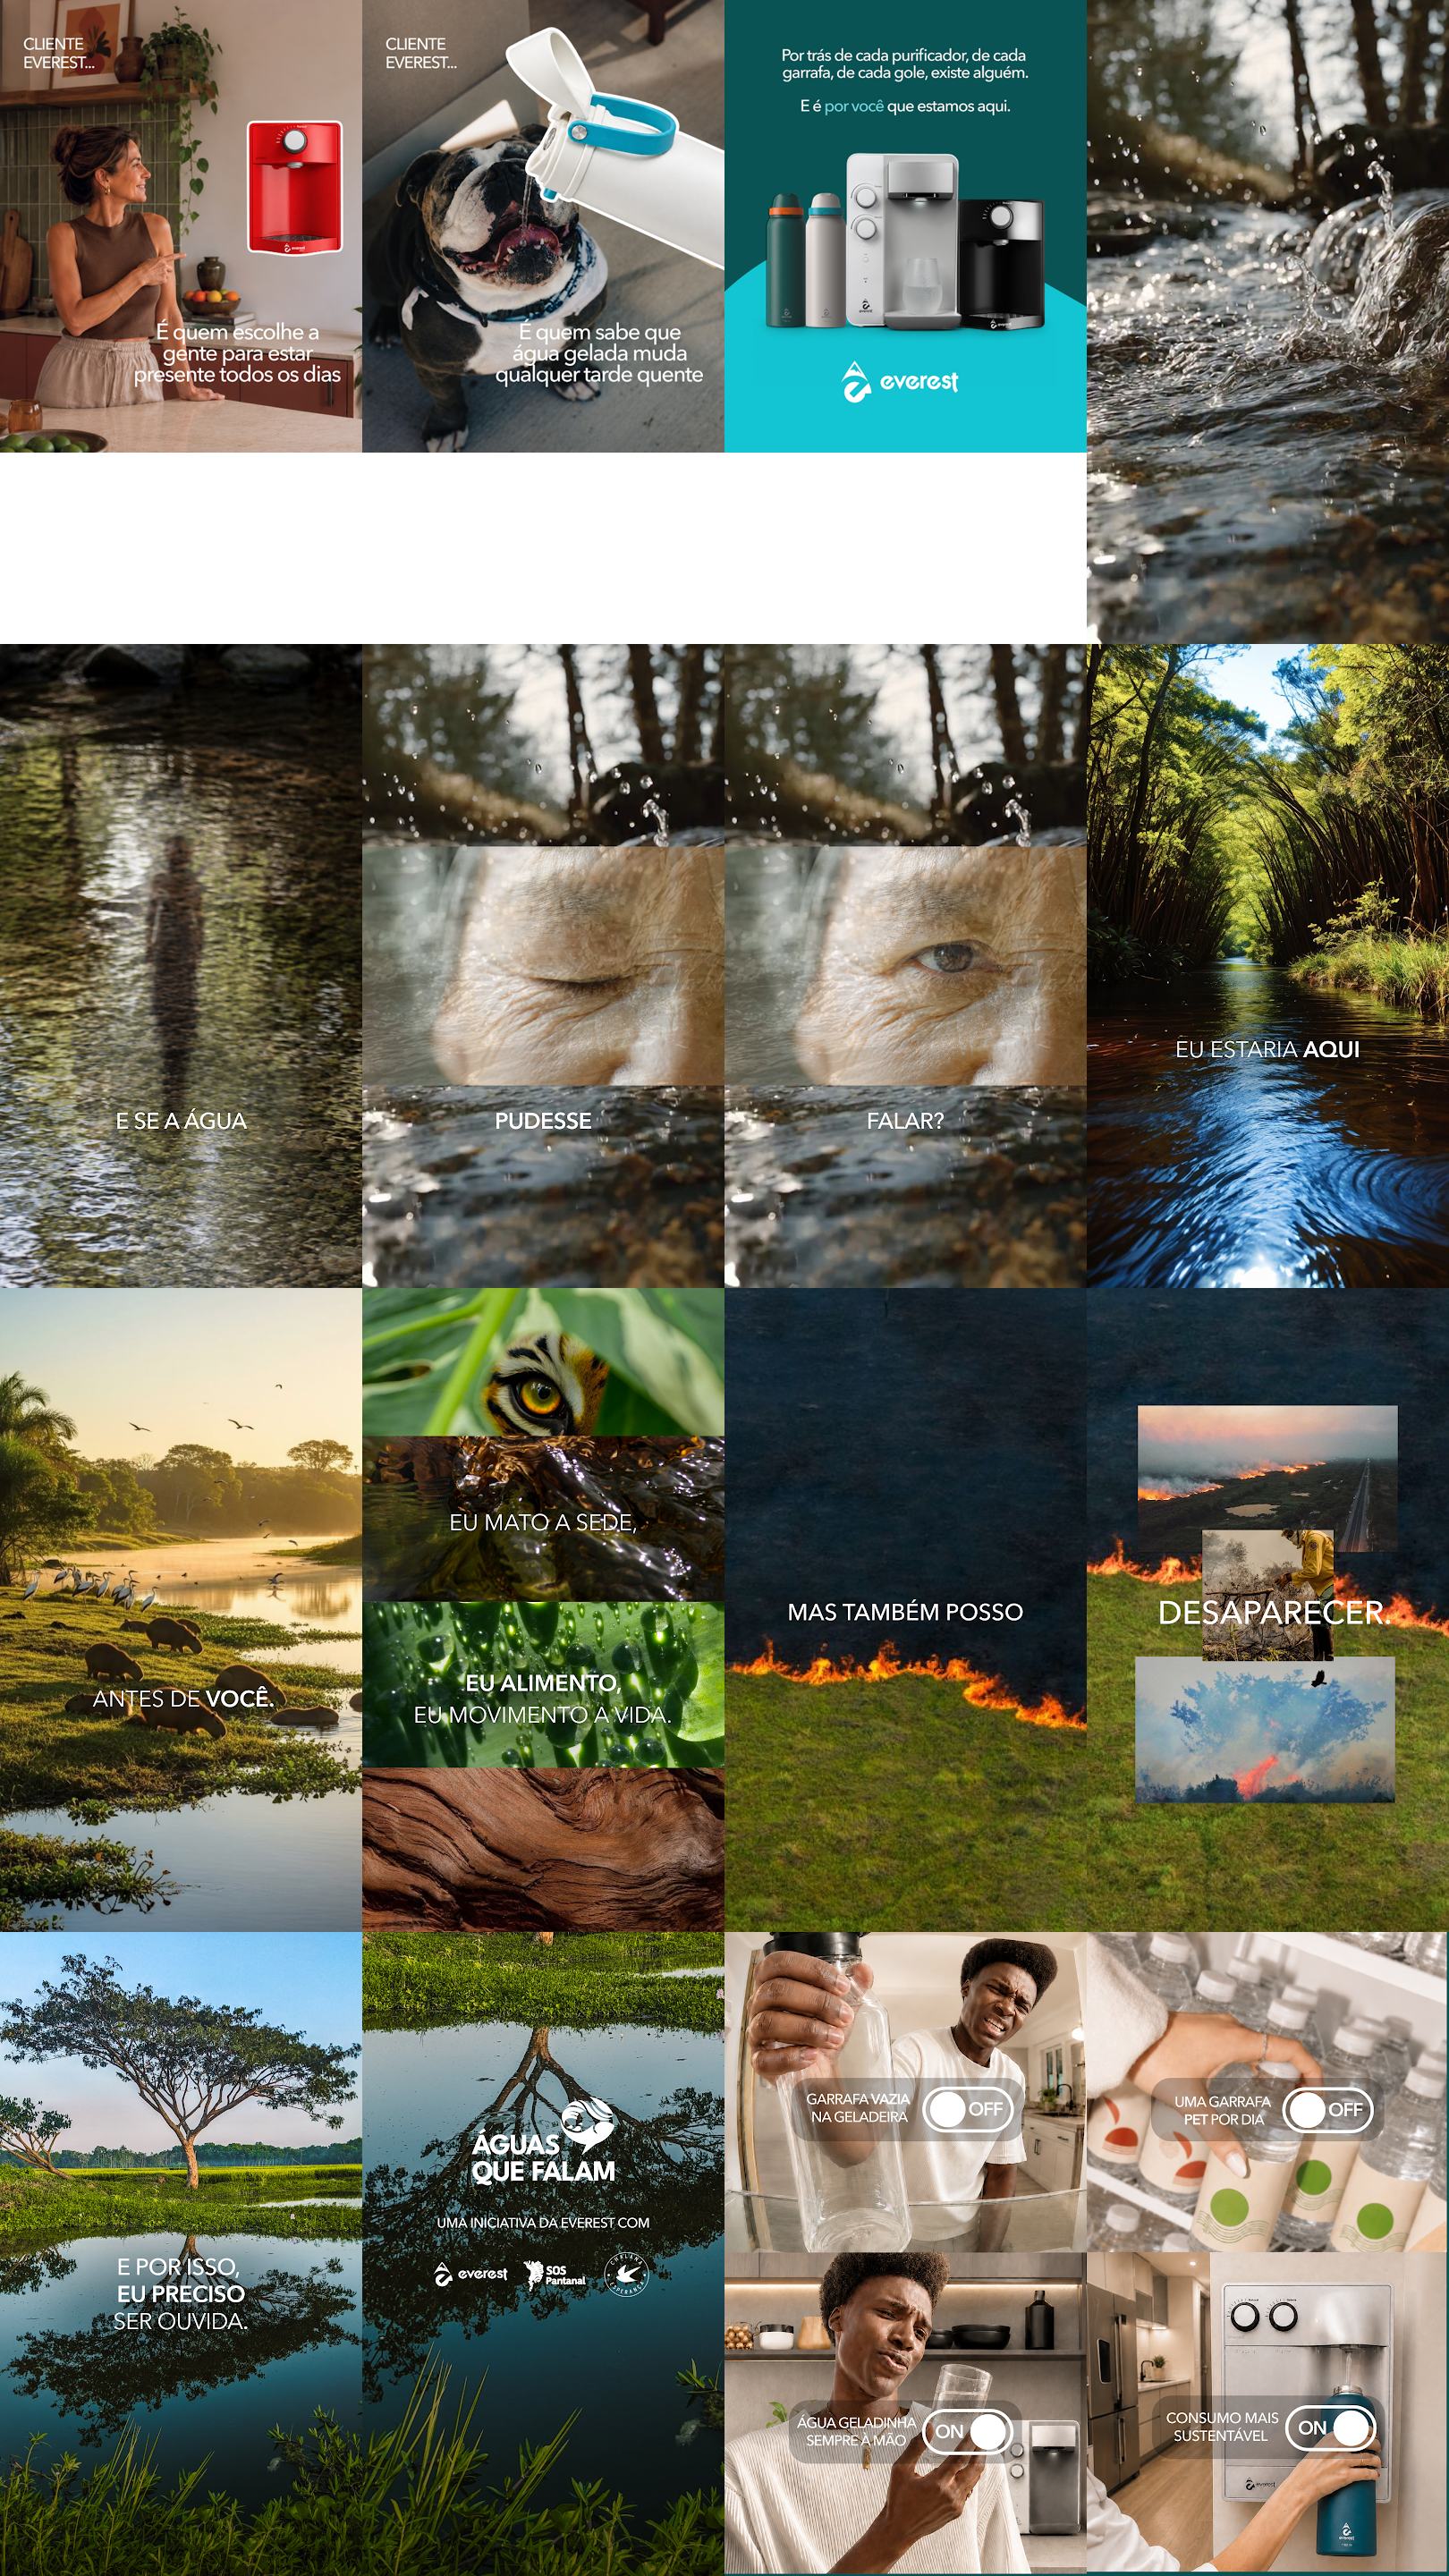 CLIENTE
EVEREST...
É quem escolhe a
gente para estar
presente todos os dias
CLIENTE
EVEREST...
É quem sabe que
água gelada muda
qualquer tarde quente
Por trás de cada purificador, de cada
garrafa, de cada gole, existe alguém.
E é por você que estamos aqui.
everest
E SE A ÁGUA
PUDESSE
FALAR?
EU ESTARIA AQUI
ANTES DE VOCÊ.
EU MATO A SEDE,
EU ALIMENTO,
EU MOVIMENTO A VIDA.
MAS TAMBÉM POSSO
DESAPARECER.
E POR ISSO,
EU PRECISO
SER OUVIDA.
ÁGUAS
QUE FALAM
UMA INICIATIVA DA EVEREST COM
everest
SOS
Pantanal
CHALANA
ESPERANÇA
GARRAFA VAZIA
NA GELADEIRA
OFF
UMA GARRAFA
PET POR DIA
OFF
ÁGUA GELADINHA
SEMPRE À MÃO
ON
CONSUMO MAIS
SUSTENTÁVEL
ON
everest